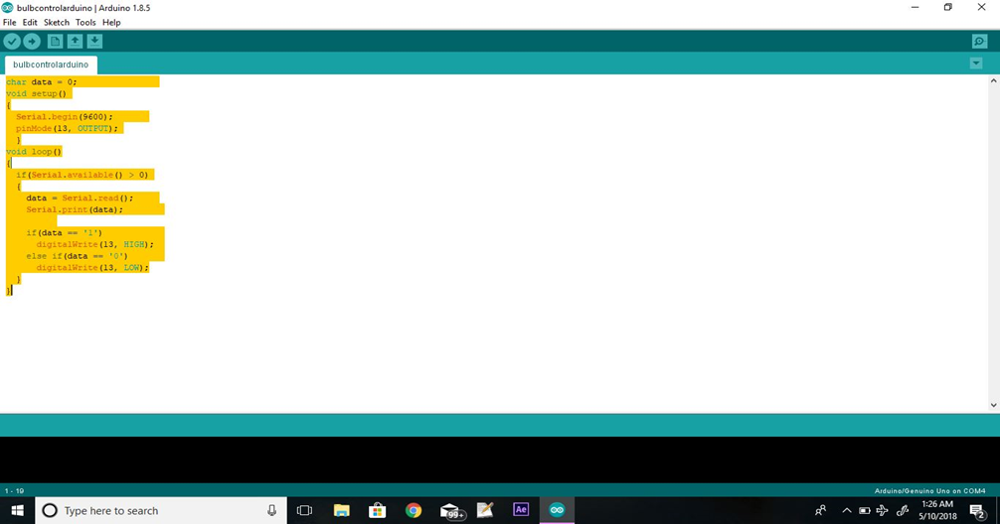 bulbcontrolarduino | Arduino 1.8.5
File Edit Sketch Tools Help
bulbcontrolarduino
char data = 0;
void setup()
{
  Serial.begin(9600);
  pinMode(13, OUTPUT);
  }
void loop()
{
  if(Serial.available() > 0)
  {
    data = Serial.read();
    Serial.print(data);
    if(data == '1')
      digitalWrite(13, HIGH);
    else if(data == '0')
      digitalWrite(13, LOW);
  }
}
1 - 19
Arduino/Genuino Uno on COM4
Type here to search
99+
Ae
1:26 AM
5/10/2018
2